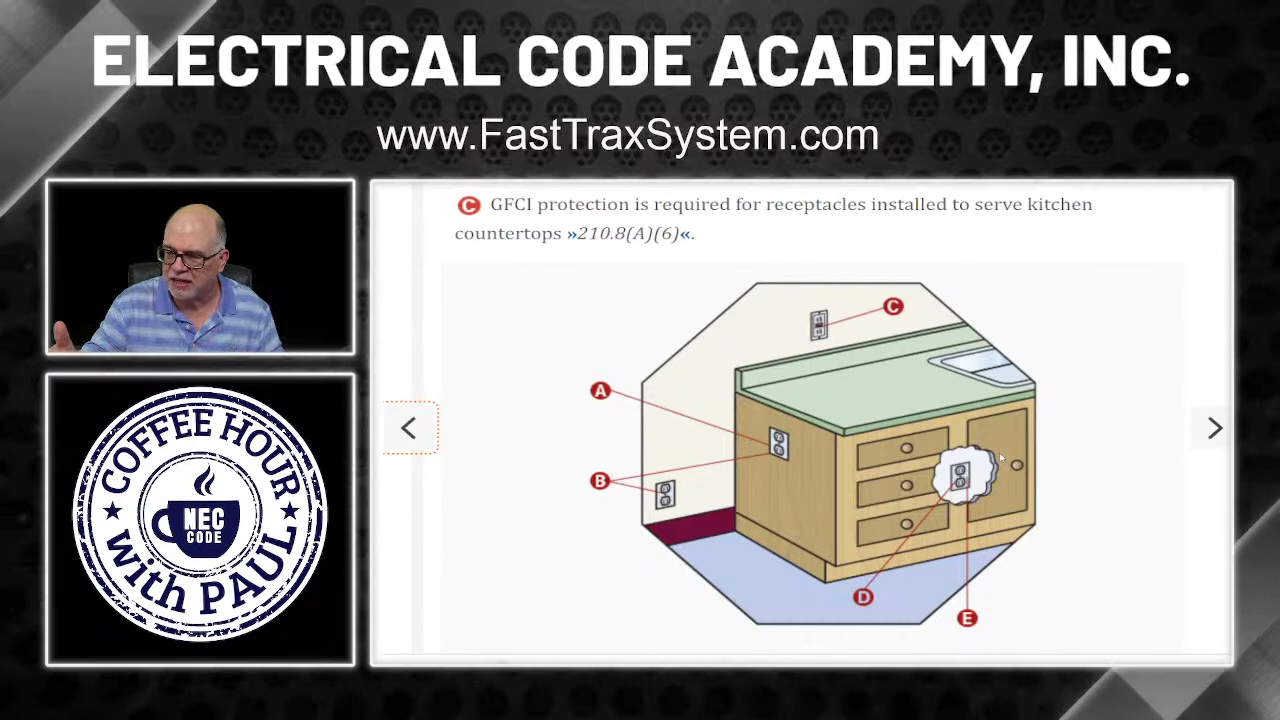 ELECTRICAL CODE ACADEMY, INC.
www.FastTraxSystem.com
C GFCI protection is required for receptacles installed to serve kitchen
countertops »210.8(A)(6)«.
C
A
B
D
E
COFFEE HOUR
NEC
CODE
with PAUL